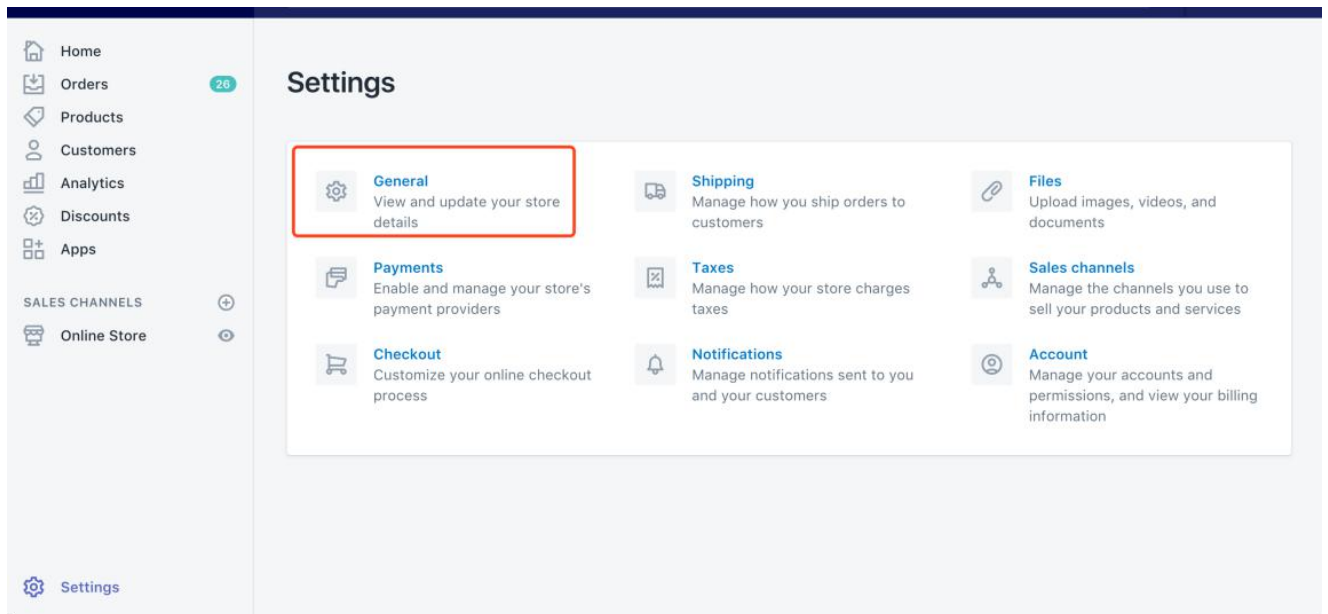 Home
Orders 26
Products
Customers
Analytics
Discounts
Apps
SALES CHANNELS
Online Store
Settings
Settings
General
View and update your store
details
Shipping
Manage how you ship orders to
customers
Files
Upload images, videos, and
documents
Payments
Enable and manage your store's
payment providers
Taxes
Manage how your store charges
taxes
Sales channels
Manage the channels you use to
sell your products and services
Checkout
Customize your online checkout
process
Notifications
Manage notifications sent to you
and your customers
Account
Manage your accounts and
permissions, and view your billing
information